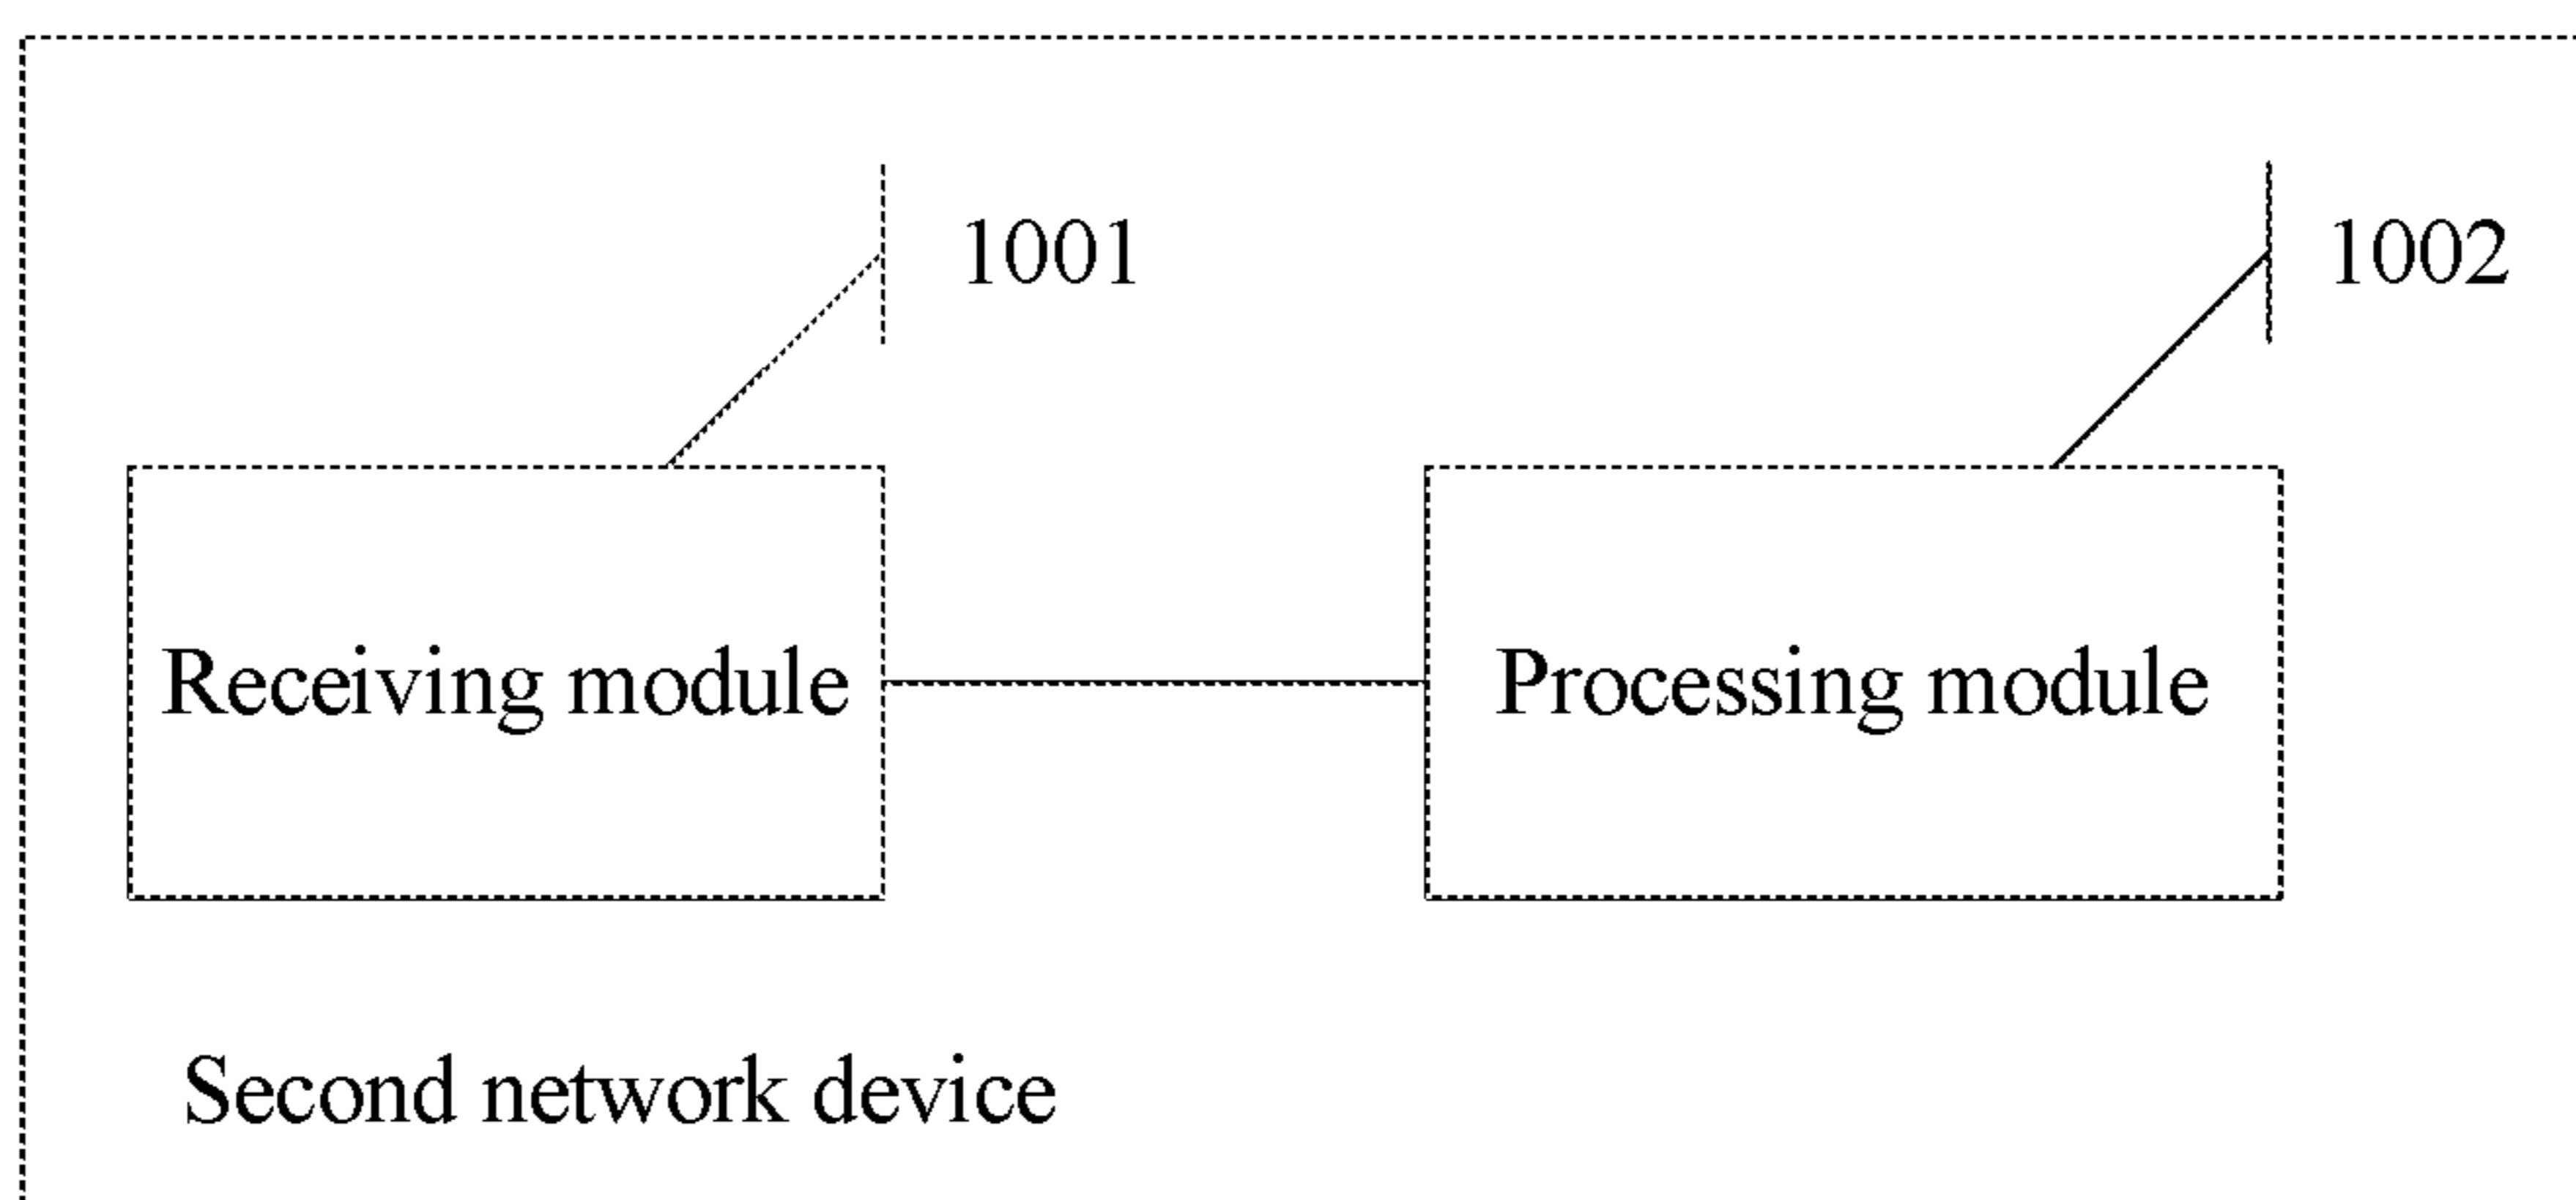 1001
1002
Receiving module
Processing module
Second network device